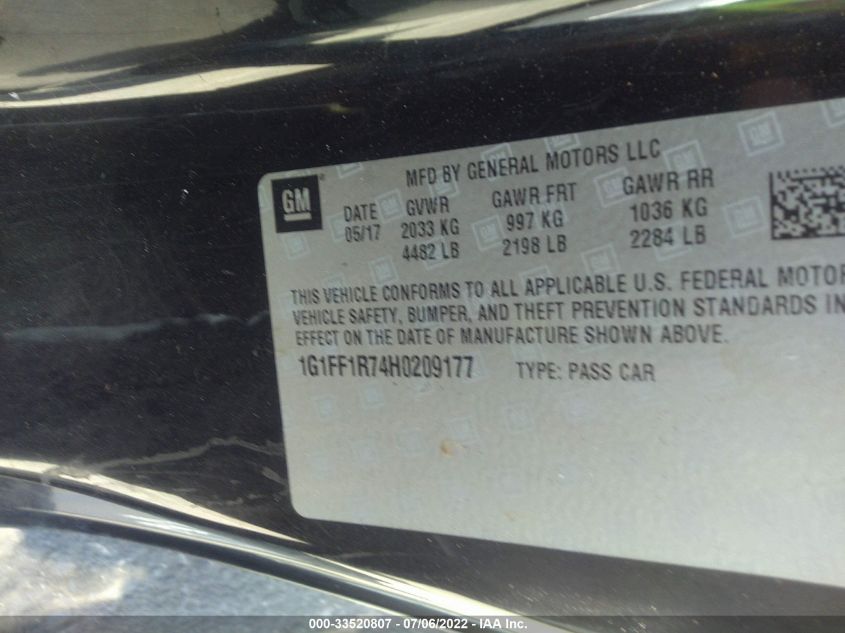 MFD BY GENERAL MOTORS LLC
GM
DATE GVWR GAWR FRT GAWR RR
05/17 2033 KG 997 KG 1036 KG
4482 LB 2198 LB 2284 LB
THIS VEHICLE CONFORMS TO ALL APPLICABLE U.S. FEDERAL MOTOR
VEHICLE SAFETY, BUMPER, AND THEFT PREVENTION STANDARDS IN
EFFECT ON THE DATE OF MANUFACTURE SHOWN ABOVE.
1G1FF1R74H0209177 TYPE: PASS CAR
000-33520807 - 07/06/2022 - IAA Inc.